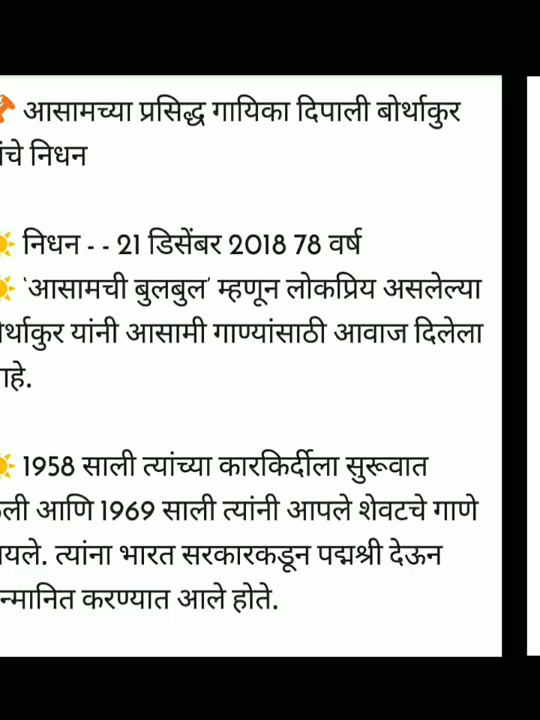 आसामच्या प्रसिद्ध गायिका दिपाली बोर्थाकुर
निधन
निधन - - 21 डिसेंबर 2018 78 वर्ष
'आसामची बुलबुल' म्हणून लोकप्रिय असलेल्या
यांनी आसामी गाण्यांसाठी आवाज दिलेला
1958 साली त्यांच्या कारकिर्दीला सुरूवात
आणि 1969 साली त्यांनी आपले शेवटचे गाणे
त्यांना भारत सरकारकडून पद्मश्री देऊन
करण्यात आले होते.